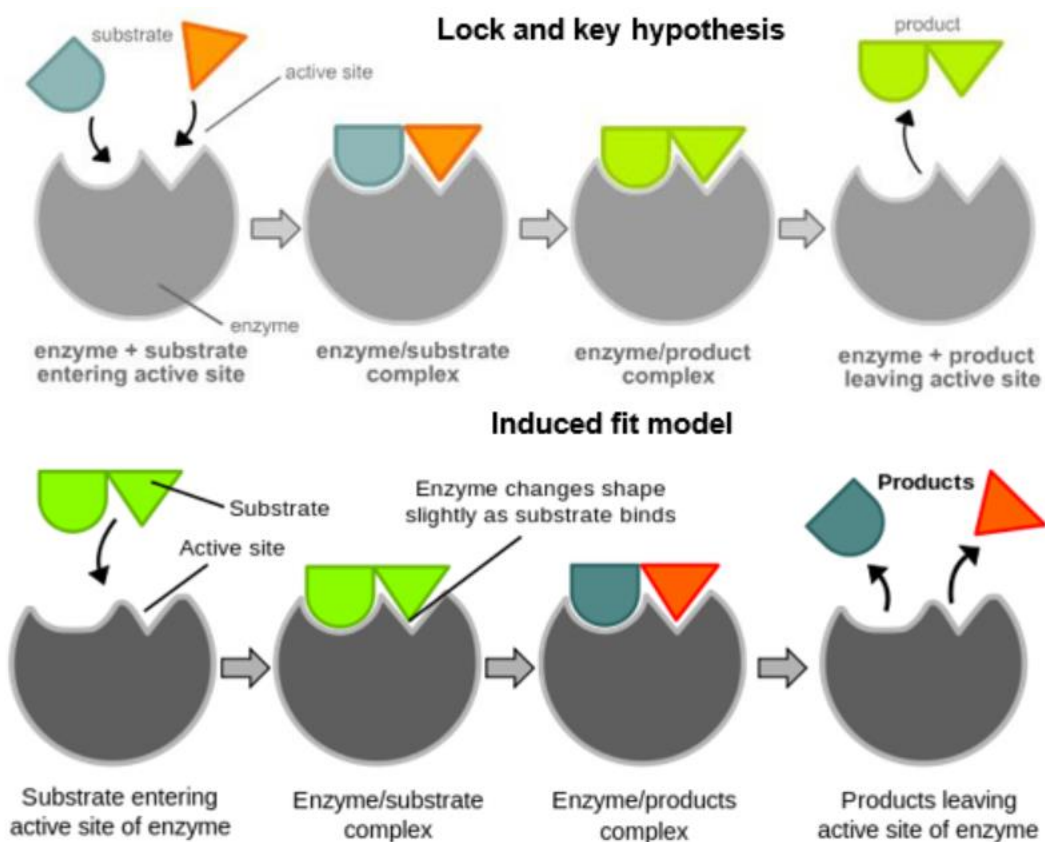 Lock and key hypothesis
substrate
active site
product
enzyme
enzyme + substrate
entering active site
enzyme/substrate
complex
enzyme/product
complex
enzyme + product
leaving active site
Induced fit model
Substrate
Active site
Enzyme changes shape
slightly as substrate binds
Products
Substrate entering
active site of enzyme
Enzyme/substrate
complex
Enzyme/products
complex
Products leaving
active site of enzyme